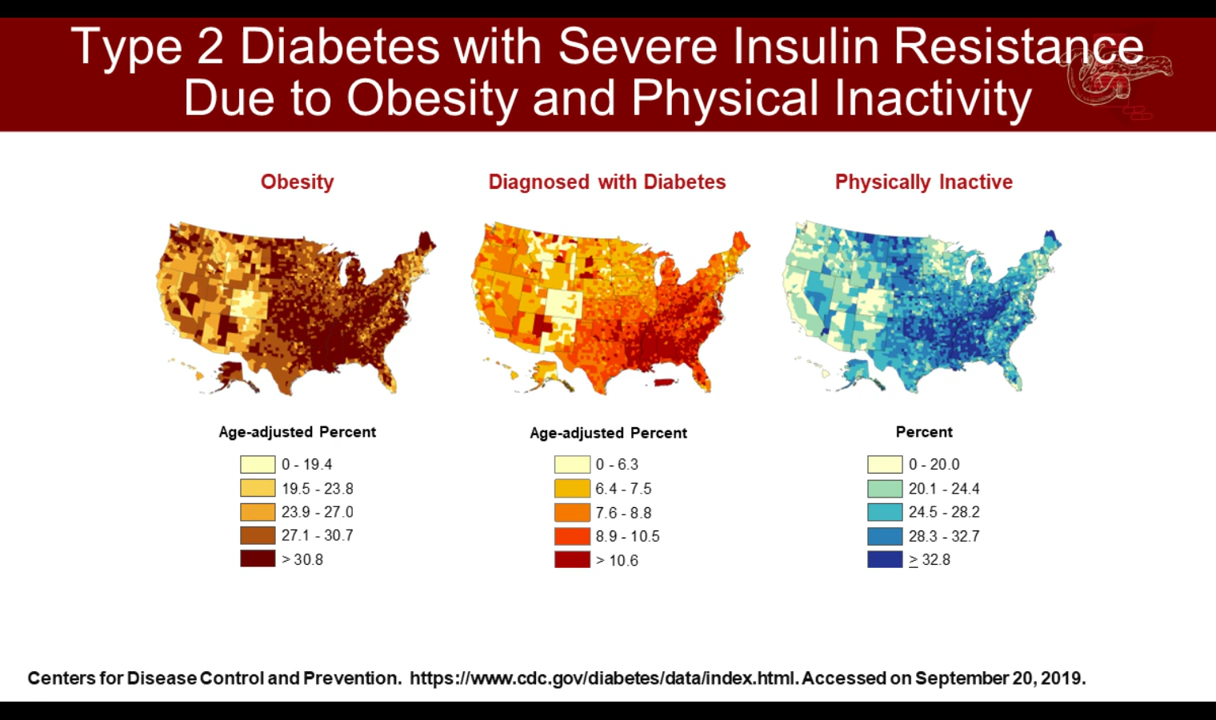 Type 2 Diabetes with Severe Insulin Resistance
Due to Obesity and Physical Inactivity
Obesity
Diagnosed with Diabetes
Physically Inactive
Age-adjusted Percent
0 - 19.4
19.5 - 23.8
23.9 - 27.0
27.1 - 30.7
> 30.8
Age-adjusted Percent
0 - 6.3
6.4 - 7.5
7.6 - 8.8
8.9 - 10.5
> 10.6
Percent
0 - 20.0
20.1 - 24.4
24.5 - 28.2
28.3 - 32.7
≥ 32.8
Centers for Disease Control and Prevention. https://www.cdc.gov/diabetes/data/index.html. Accessed on September 20, 2019.